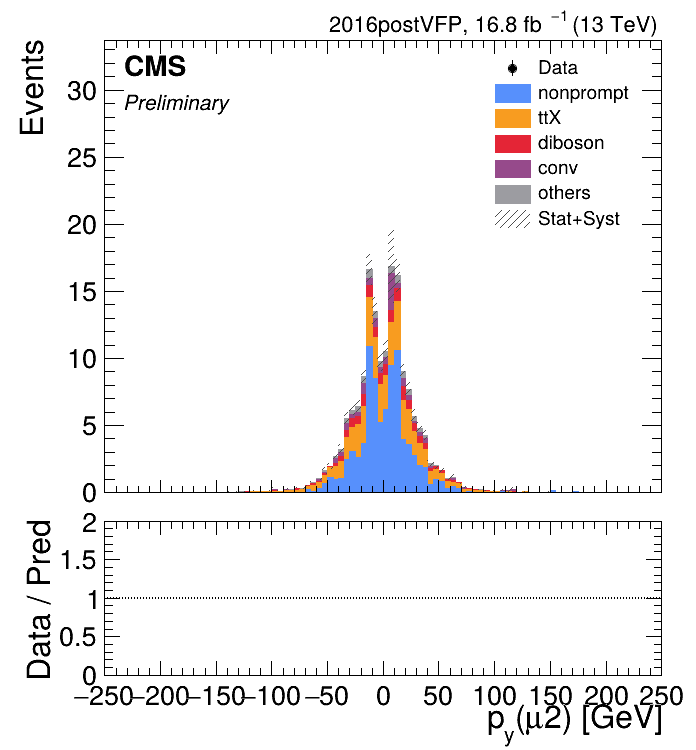 2016postVFP, 16.8 fb⁻¹ (13 TeV)
CMS
Preliminary
Events
Data
nonprompt
ttX
diboson
conv
others
Stat+Syst
30
25
20
15
10
5
0
Data / Pred
2
1.5
1
0.5
0
−250 −200 −150 −100 −50 0 50 100 150 200 250
p_y(μ2) [GeV]